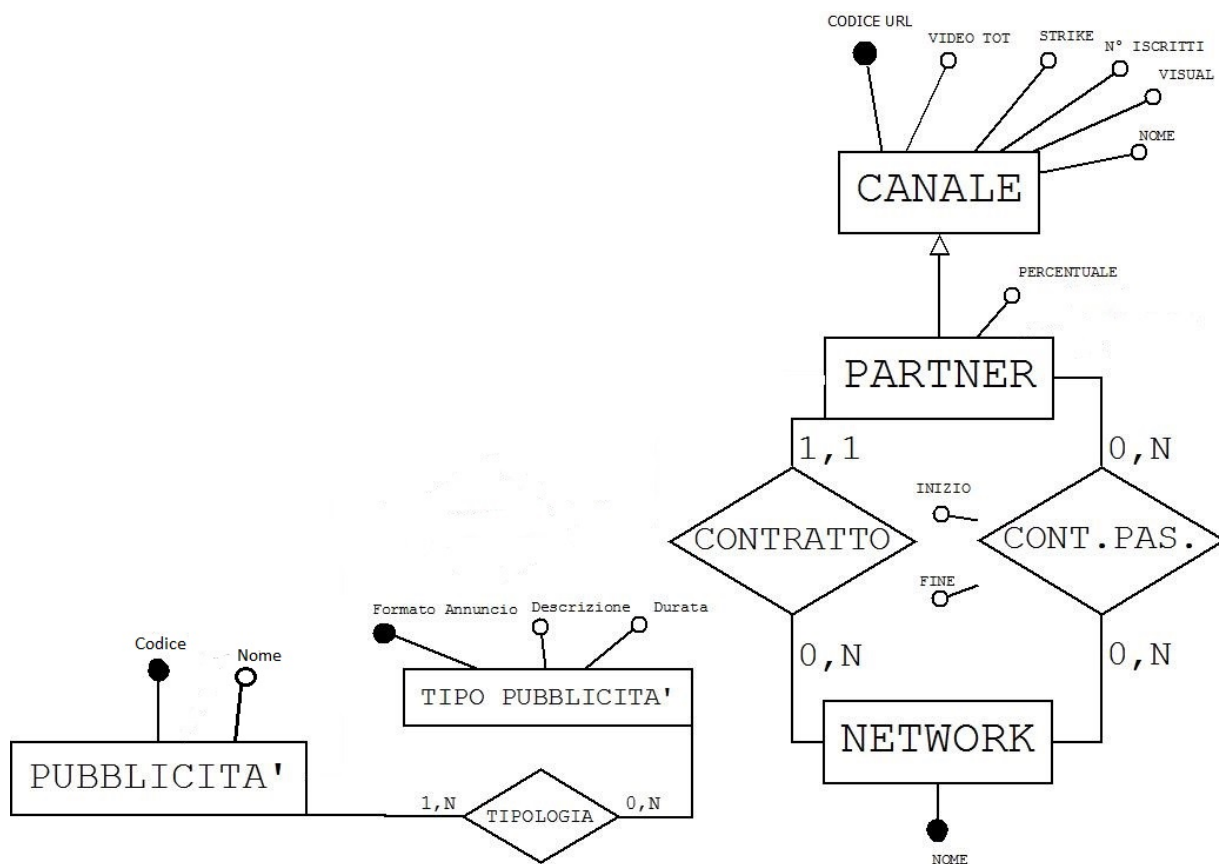 CODICE URL
VIDEO TOT
STRIKE
N° ISCRITTI
VISUAL
NOME
CANALE
PERCENTUALE
PARTNER
1,1
0,N
INIZIO
CONTRATTO
CONT.PAS.
FINE
0,N
0,N
NETWORK
NOME
Formato Annuncio
Descrizione
Durata
TIPO PUBBLICITA'
Codice
Nome
PUBBLICITA'
1,N
TIPOLOGIA
0,N